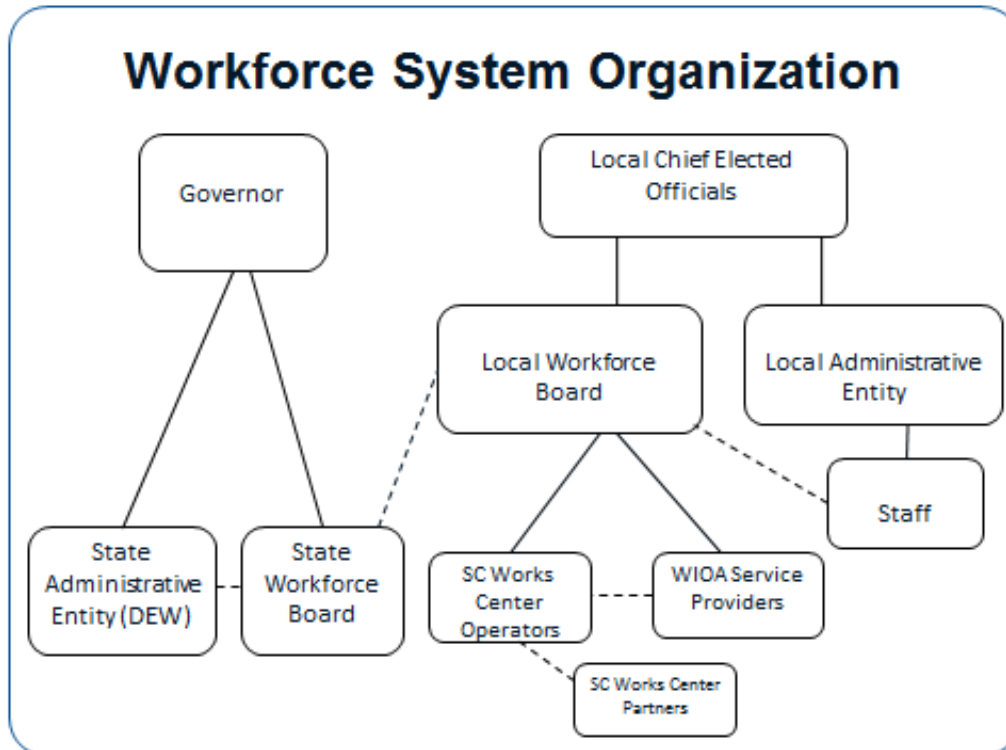 Workforce System Organization
Governor
Local Chief Elected
Officials
Local Workforce
Board
Local Administrative
Entity
Staff
State
Administrative
Entity (DEW)
State
Workforce
Board
SC Works
Center
Operators
WIOA Service
Providers
SC Works Center
Partners